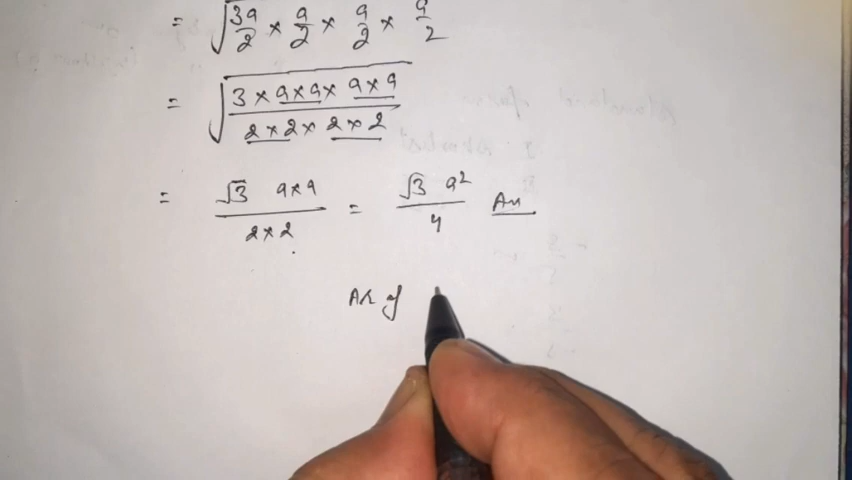 = √(3a/2 × a/2 × a/2 × a/2)
= √((3 × a×a × a×a)/(2×2 × 2×2))
= (√3 a×a)/(2×2) = (√3 a²)/4 An
Ar of